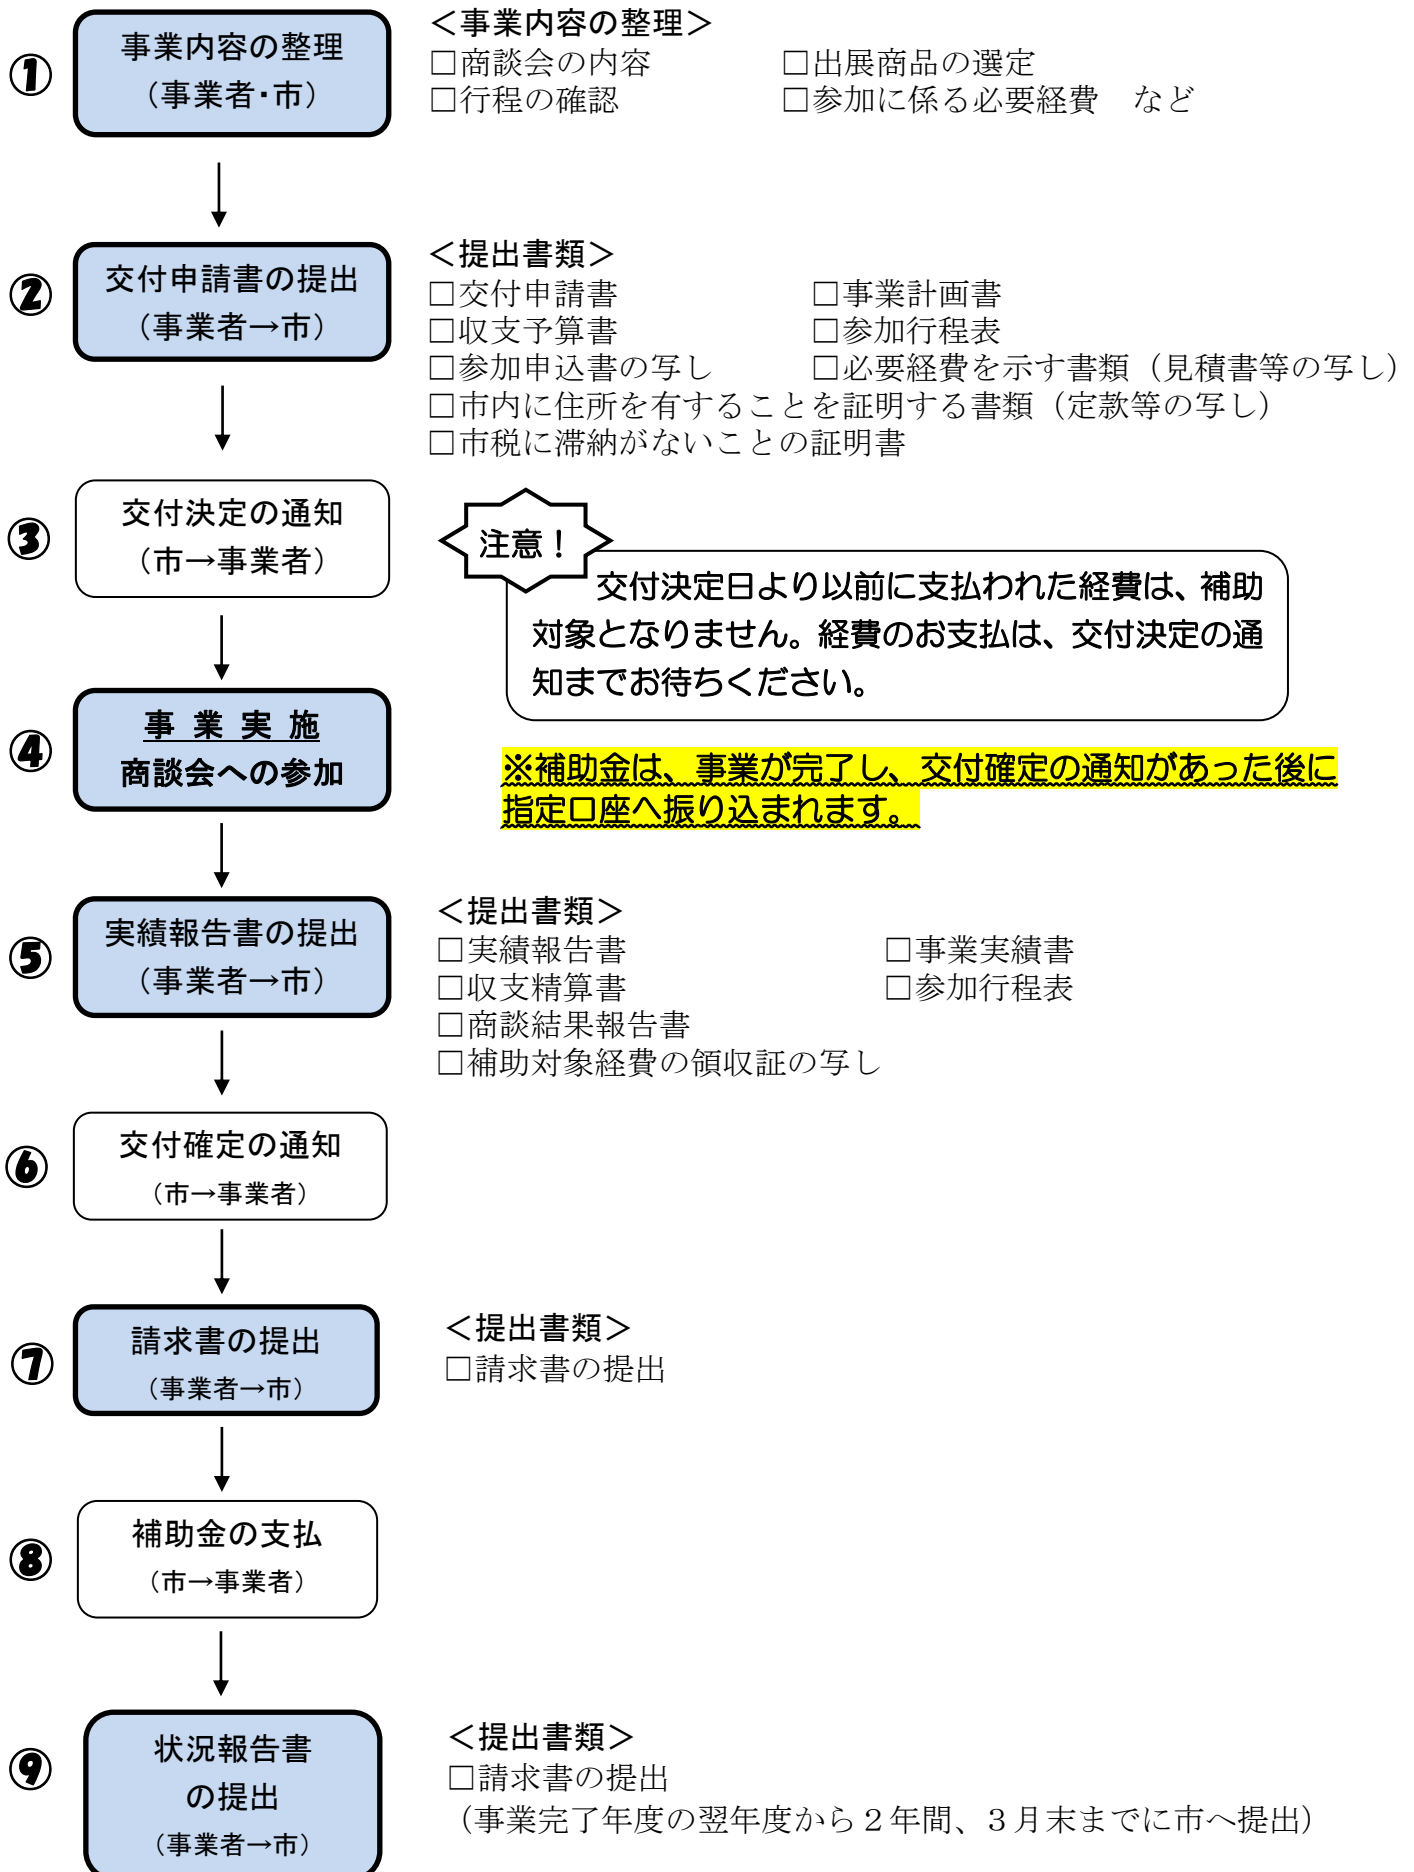 ①
事業内容の整理
（事業者・市）
＜事業内容の整理＞
□商談会の内容　□出展商品の選定
□行程の確認　□参加に係る必要経費　など
②
交付申請書の提出
（事業者→市）
＜提出書類＞
□交付申請書　□事業計画書
□収支予算書　□参加行程表
□参加申込書の写し　□必要経費を示す書類（見積書等の写し）
□市内に住所を有することを証明する書類（定款等の写し）
□市税に滞納がないことの証明書
③
交付決定の通知
（市→事業者）
注意！
交付決定日より以前に支払われた経費は、補助
対象となりません。経費のお支払は、交付決定の通
知までお待ちください。
④
事 業 実 施
商談会への参加
※補助金は、事業が完了し、交付確定の通知があった後に
指定口座へ振り込まれます。
⑤
実績報告書の提出
（事業者→市）
＜提出書類＞
□実績報告書　□事業実績書
□収支精算書　□参加行程表
□商談結果報告書
□補助対象経費の領収証の写し
⑥
交付確定の通知
（市→事業者）
⑦
請求書の提出
（事業者→市）
＜提出書類＞
□請求書の提出
⑧
補助金の支払
（市→事業者）
⑨
状況報告書
の提出
（事業者→市）
＜提出書類＞
□請求書の提出
（事業完了年度の翌年度から２年間、３月末までに市へ提出）